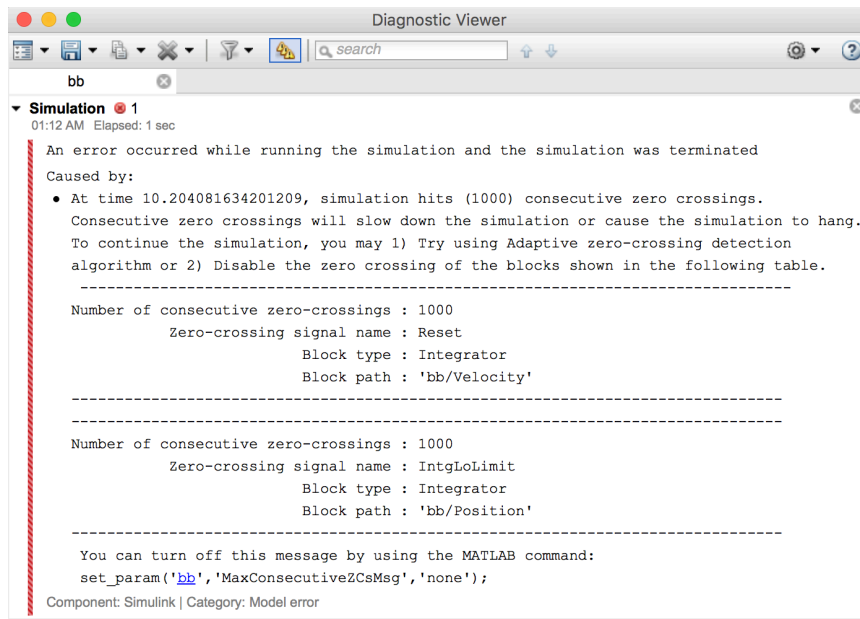 Diagnostic Viewer
search
bb
Simulation 1
01:12 AM Elapsed: 1 sec
An error occurred while running the simulation and the simulation was terminated
Caused by:
• At time 10.204081634201209, simulation hits (1000) consecutive zero crossings.
Consecutive zero crossings will slow down the simulation or cause the simulation to hang.
To continue the simulation, you may 1) Try using Adaptive zero-crossing detection
algorithm or 2) Disable the zero crossing of the blocks shown in the following table.
--------------------------------------------------------------------------------
Number of consecutive zero-crossings : 1000
Zero-crossing signal name : Reset
Block type : Integrator
Block path : 'bb/Velocity'
--------------------------------------------------------------------------------
--------------------------------------------------------------------------------
Number of consecutive zero-crossings : 1000
Zero-crossing signal name : IntgLoLimit
Block type : Integrator
Block path : 'bb/Position'
--------------------------------------------------------------------------------
You can turn off this message by using the MATLAB command:
set_param('bb','MaxConsecutiveZCsMsg','none');
Component: Simulink | Category: Model error